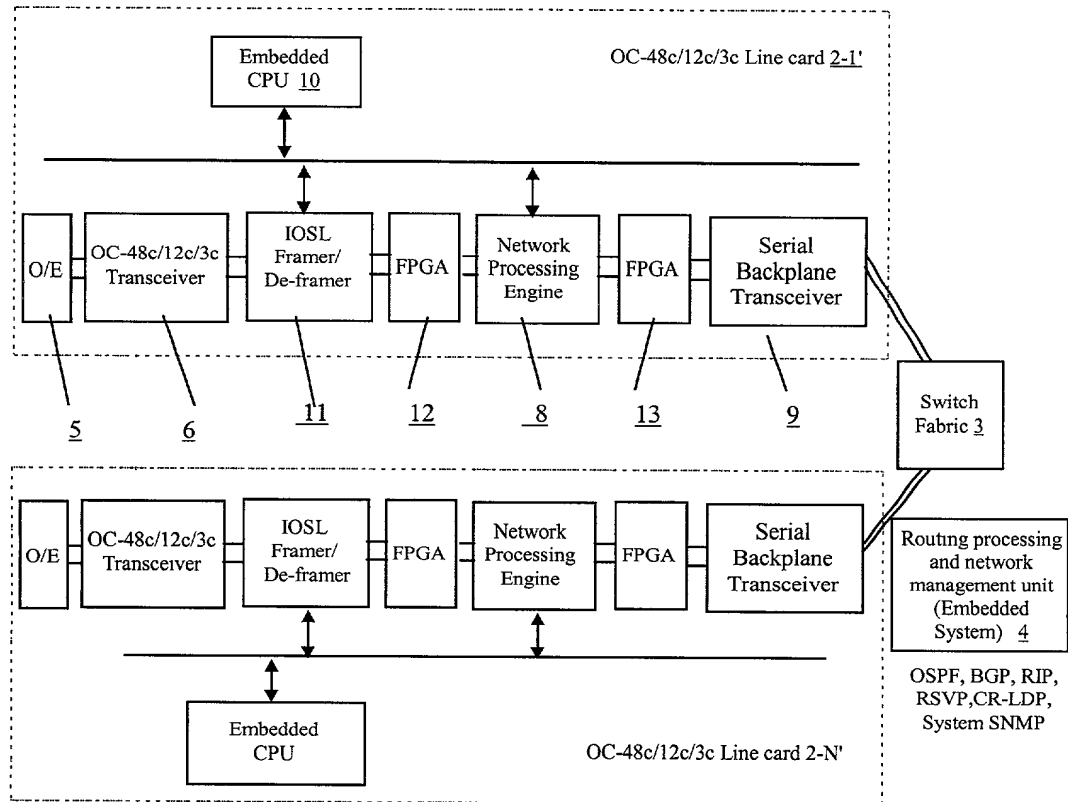 Embedded
CPU 10
OC-48c/12c/3c Line card 2-1'
O/E
OC-48c/12c/3c
Transceiver
IOSL
Framer/
De-framer
FPGA
Network
Processing
Engine
FPGA
Serial
Backplane
Transceiver
5
6
11
12
8
13
9
Switch
Fabric 3
O/E
OC-48c/12c/3c
Transceiver
IOSL
Framer/
De-framer
FPGA
Network
Processing
Engine
FPGA
Serial
Backplane
Transceiver
Routing processing
and network
management unit
(Embedded
System) 4
OSPF, BGP, RIP,
RSVP,CR-LDP,
System SNMP
Embedded
CPU
OC-48c/12c/3c Line card 2-N'